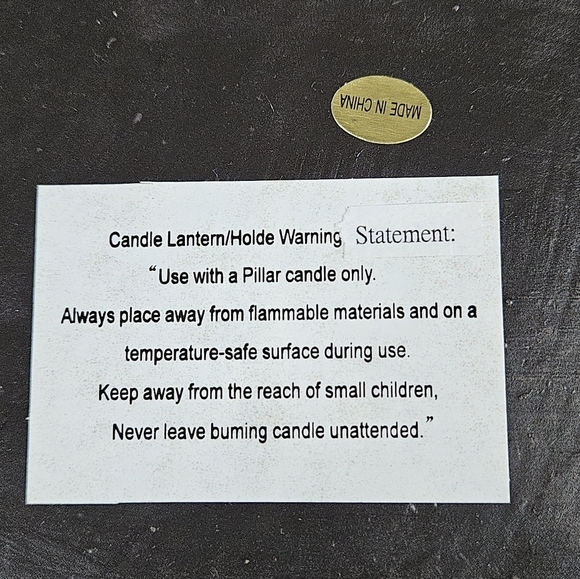 MADE IN CHINA
Candle Lantern/Holde Warning Statement:
“Use with a Pillar candle only.
Always place away from flammable materials and on a
temperature-safe surface during use.
Keep away from the reach of small children,
Never leave buming candle unattended.”